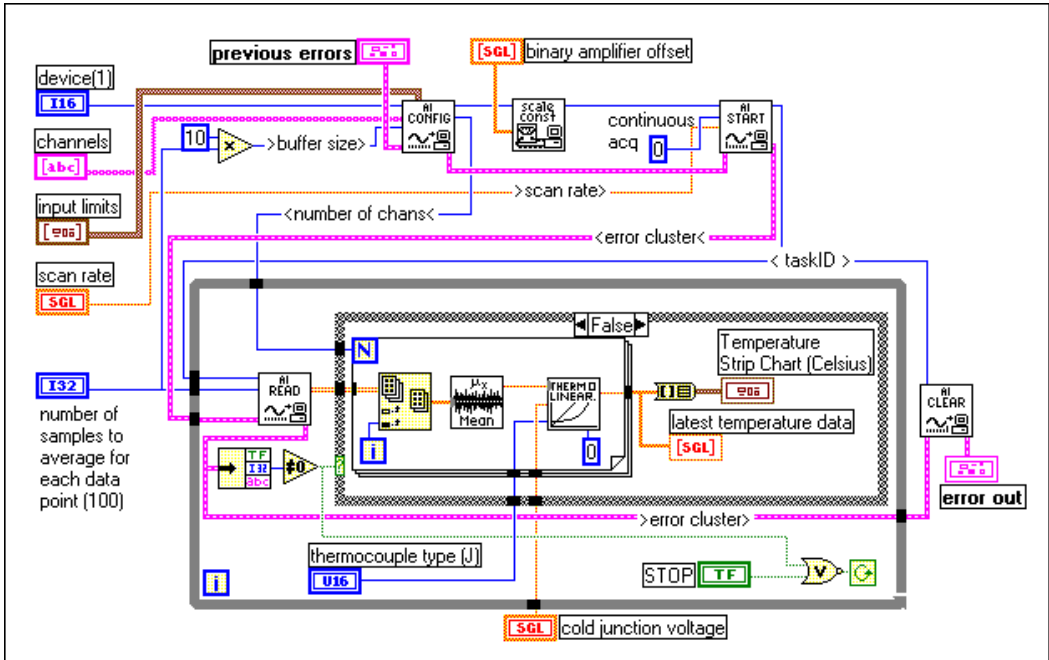 previous errors
[SGL] binary amplifier offset
device(1)
I16
AI
CONFIG
scale
const
AI
START
channels
[abc]
10
x
>buffer size>
continuous
acq
0
>scan rate>
input limits
<number of chans<
<error cluster<
scan rate
SGL
< taskID >
False
N
Temperature
Strip Chart (Celsius)
I32
AI
READ
μx
Mean
THERMO
LINEAR.
AI
CLEAR
number of
samples to
average for
each data
point (100)
i
0
latest temperature data
[SGL]
TF
I32
abc
≠0
?
error out
>error cluster>
thermocouple type (J)
U16
STOP
TF
V
i
SGL
cold junction voltage